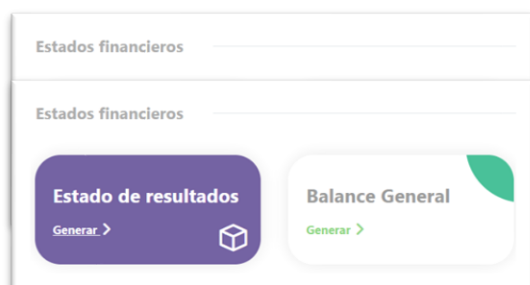 Estados financieros
Estados financieros
Estado de resultados
Generar
Balance General
Generar